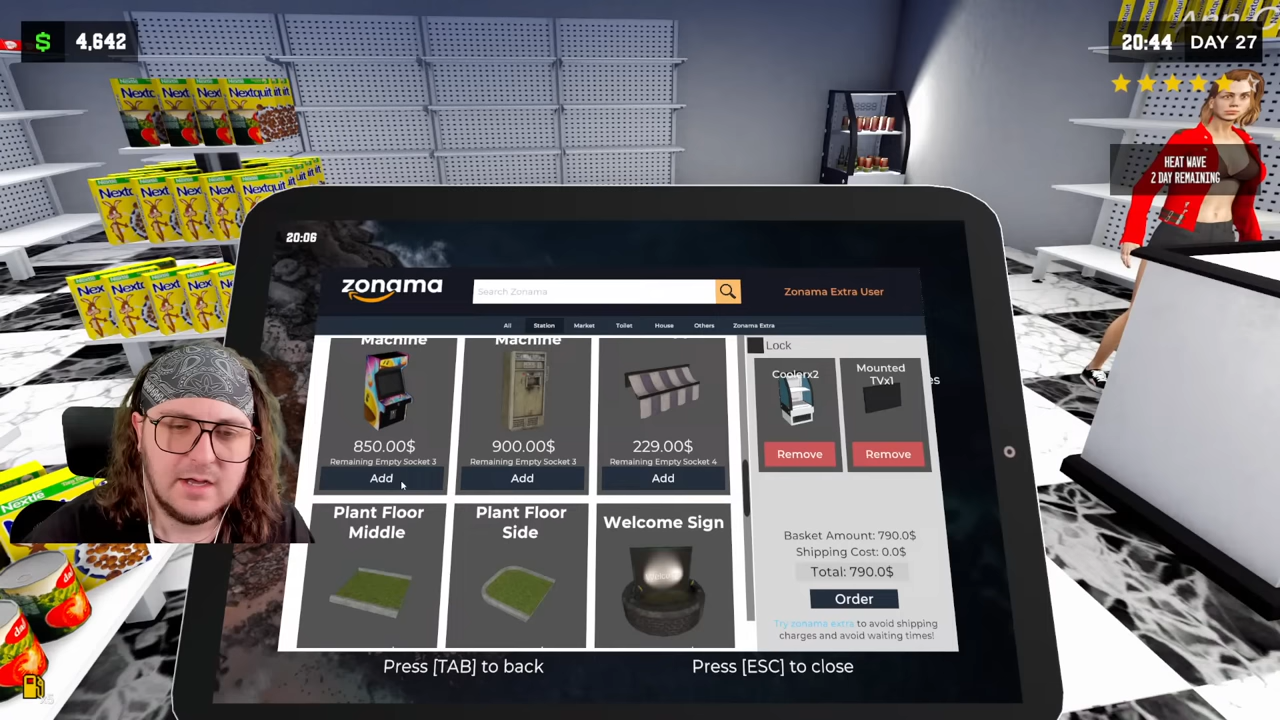 $ 4,642
20:44 DAY 27
HEAT WAVE
2 DAY REMAINING
20:06
zonama
Search Zonama
Zonama Extra User
All Station Market Toilet House Others Zonama Extra
Machine
850.00$
Remaining Empty Socket 3
Add
Machine
900.00$
Remaining Empty Socket 3
Add
229.00$
Remaining Empty Socket 4
Add
Plant Floor
Middle
Plant Floor
Side
Welcome Sign
Lock
Coolerx2
Remove
Mounted
TVx1
Remove
es
Basket Amount: 790.0$
Shipping Cost: 0.0$
Total: 790.0$
Order
Try zonama extra to avoid shipping
charges and avoid waiting times!
Press [TAB] to back
Press [ESC] to close